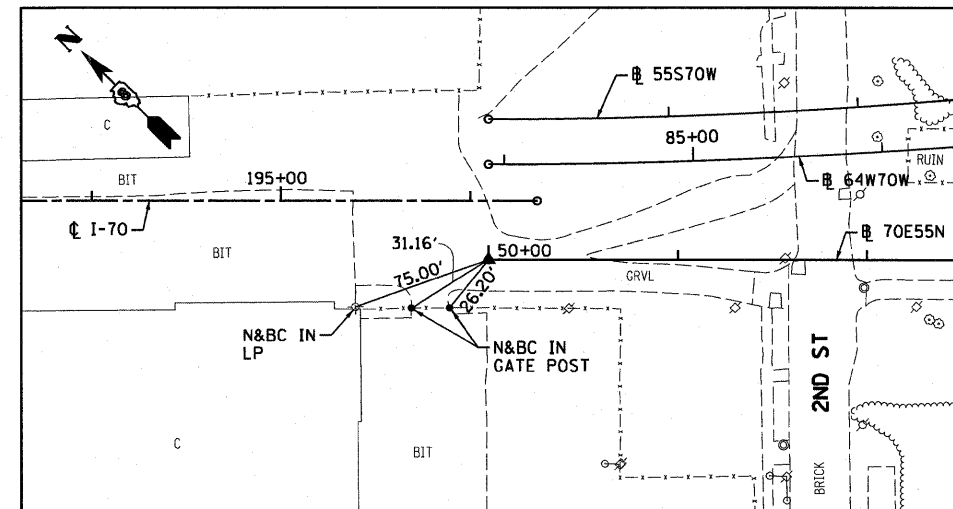 N
C
BIT
℄ I-70
195+00
BIT
31.16'
75.00'
26.20'
50+00
GRVL
N&BC IN
LP
N&BC IN
GATE POST
C
BIT
B͟L 55S70W
85+00
B͟L 64W70W
RUIN
B͟L 70E55N
2ND ST
BRICK